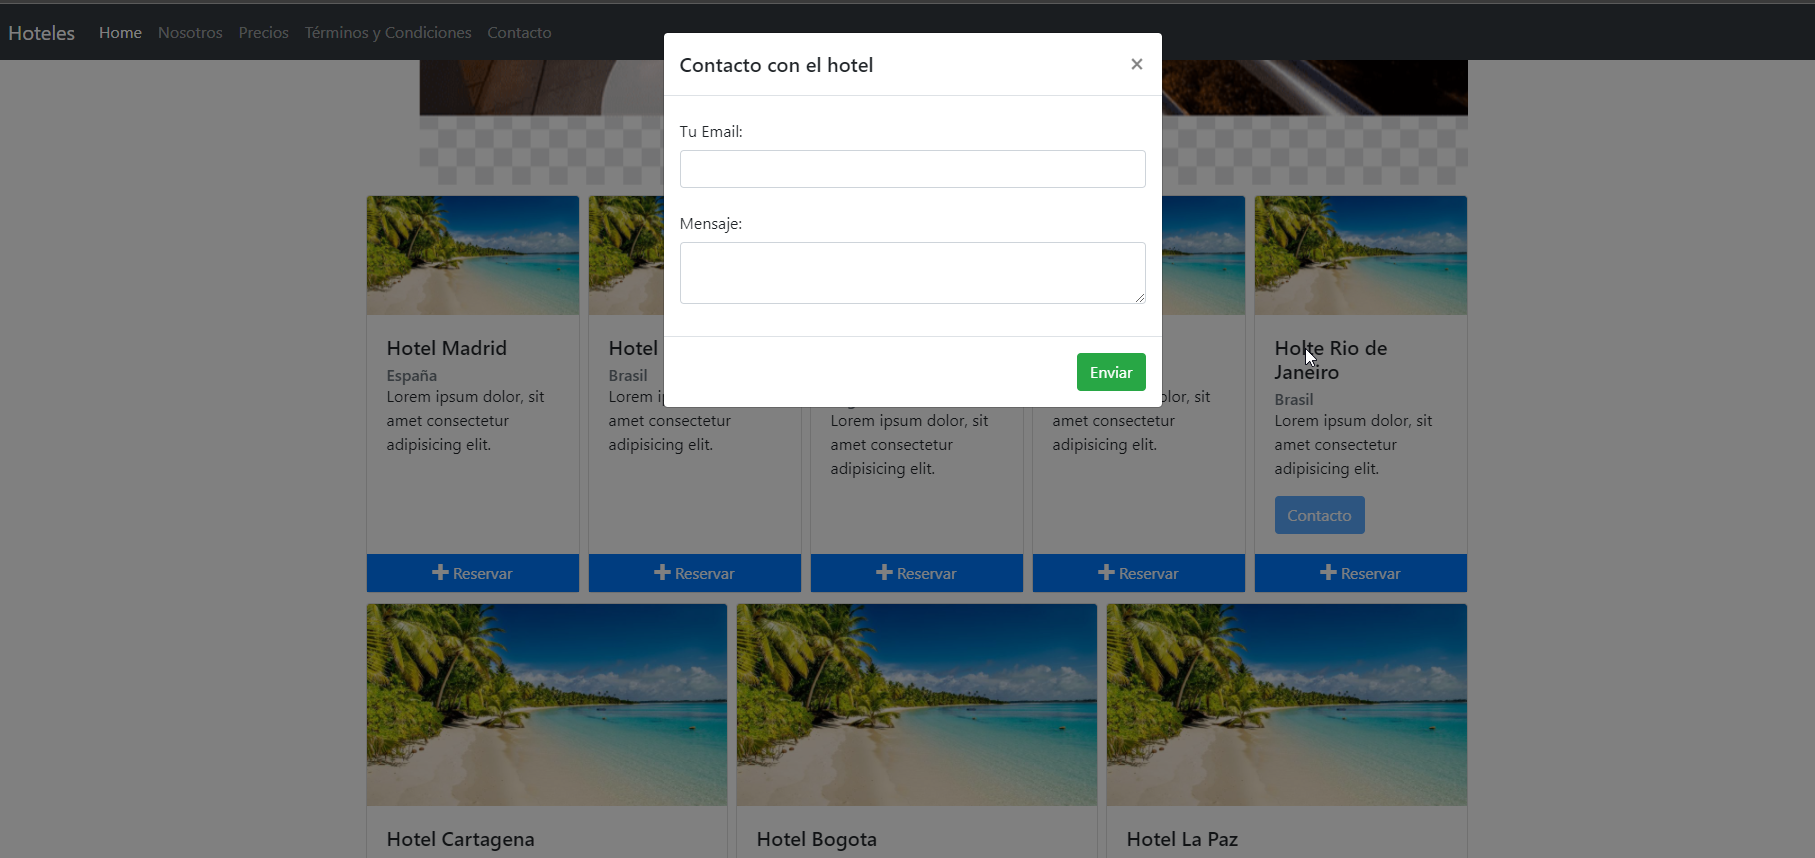 Hoteles Home Nosotros Precios Términos y Condiciones Contacto
Contacto con el hotel ×
Tu Email:
Mensaje:
Enviar
Hotel Madrid
España
Lorem ipsum dolor, sit
amet consectetur
adipisicing elit.
Reservar
Hotel
Brasil
Lorem
amet consectetur
adipisicing elit.
Reservar
Lorem ipsum dolor, sit
amet consectetur
adipisicing elit.
Reservar
dolor, sit
amet consectetur
adipisicing elit.
Reservar
Holte Rio de
Janeiro
Brasil
Lorem ipsum dolor, sit
amet consectetur
adipisicing elit.
Contacto
Reservar
Hotel Cartagena
Hotel Bogota
Hotel La Paz